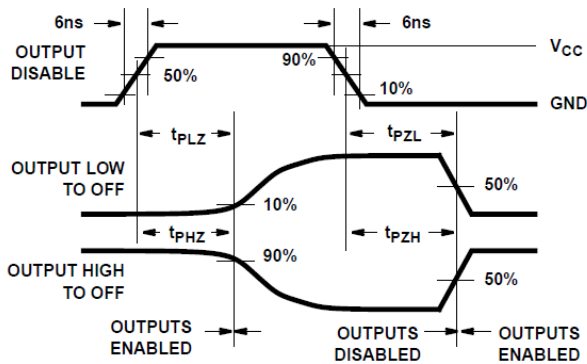 6ns
6ns
OUTPUT
DISABLE
50%
90%
10%
VCC
GND
tPLZ
tPZL
OUTPUT LOW
TO OFF
10%
50%
tPHZ
tPZH
OUTPUT HIGH
TO OFF
90%
50%
OUTPUTS
ENABLED
OUTPUTS
DISABLED
OUTPUTS
ENABLED